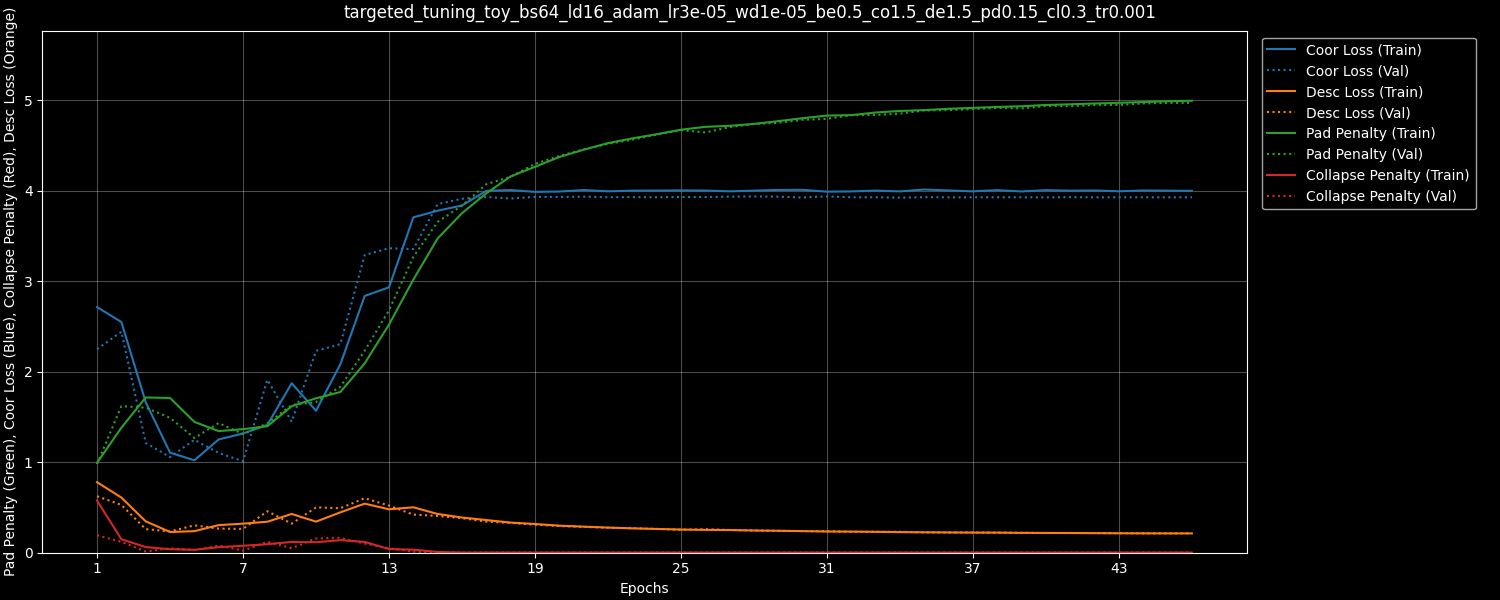 targeted_tuning_toy_bs64_ld16_adam_lr3e-05_wd1e-05_be0.5_co1.5_de1.5_pd0.15_cl0.3_tr0.001
Pad Penalty (Green), Coor Loss (Blue), Collapse Penalty (Red), Desc Loss (Orange)
5
4
3
2
1
0
1 7 13 19 25 31 37 43
Epochs
Coor Loss (Train)
Coor Loss (Val)
Desc Loss (Train)
Desc Loss (Val)
Pad Penalty (Train)
Pad Penalty (Val)
Collapse Penalty (Train)
Collapse Penalty (Val)